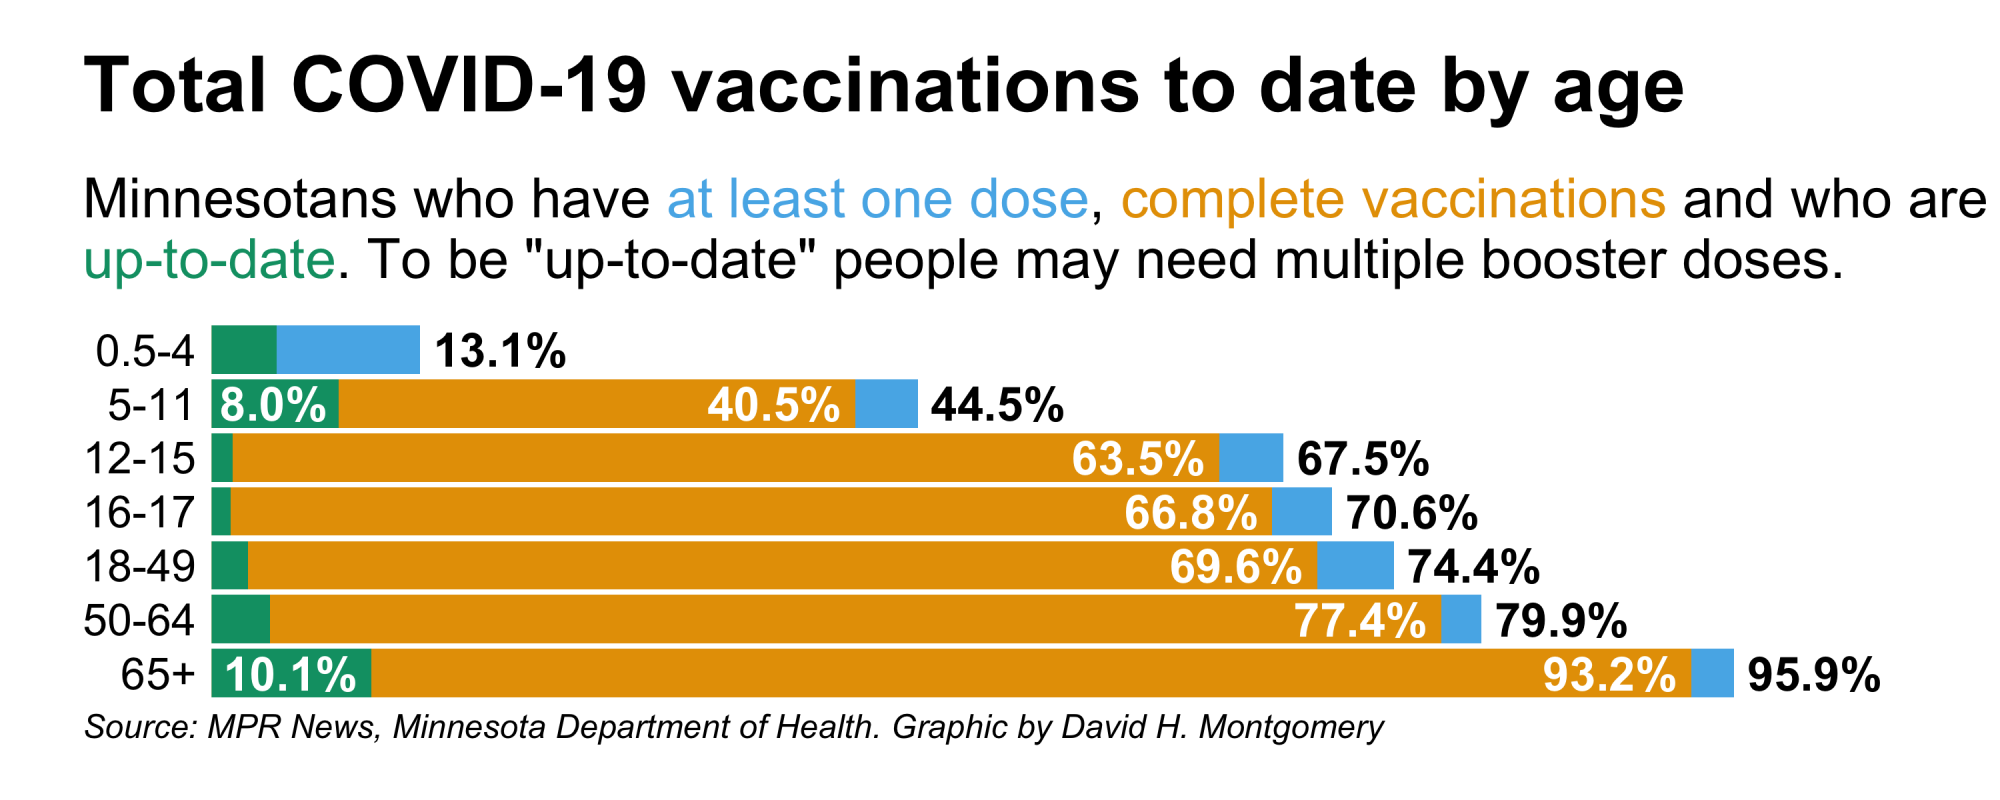 Total COVID-19 vaccinations to date by age
Minnesotans who have at least one dose, complete vaccinations and who are
up-to-date. To be "up-to-date" people may need multiple booster doses.
0.5-4 13.1%
5-11 8.0% 40.5% 44.5%
12-15 63.5% 67.5%
16-17 66.8% 70.6%
18-49 69.6% 74.4%
50-64 77.4% 79.9%
65+ 10.1% 93.2% 95.9%
Source: MPR News, Minnesota Department of Health. Graphic by David H. Montgomery